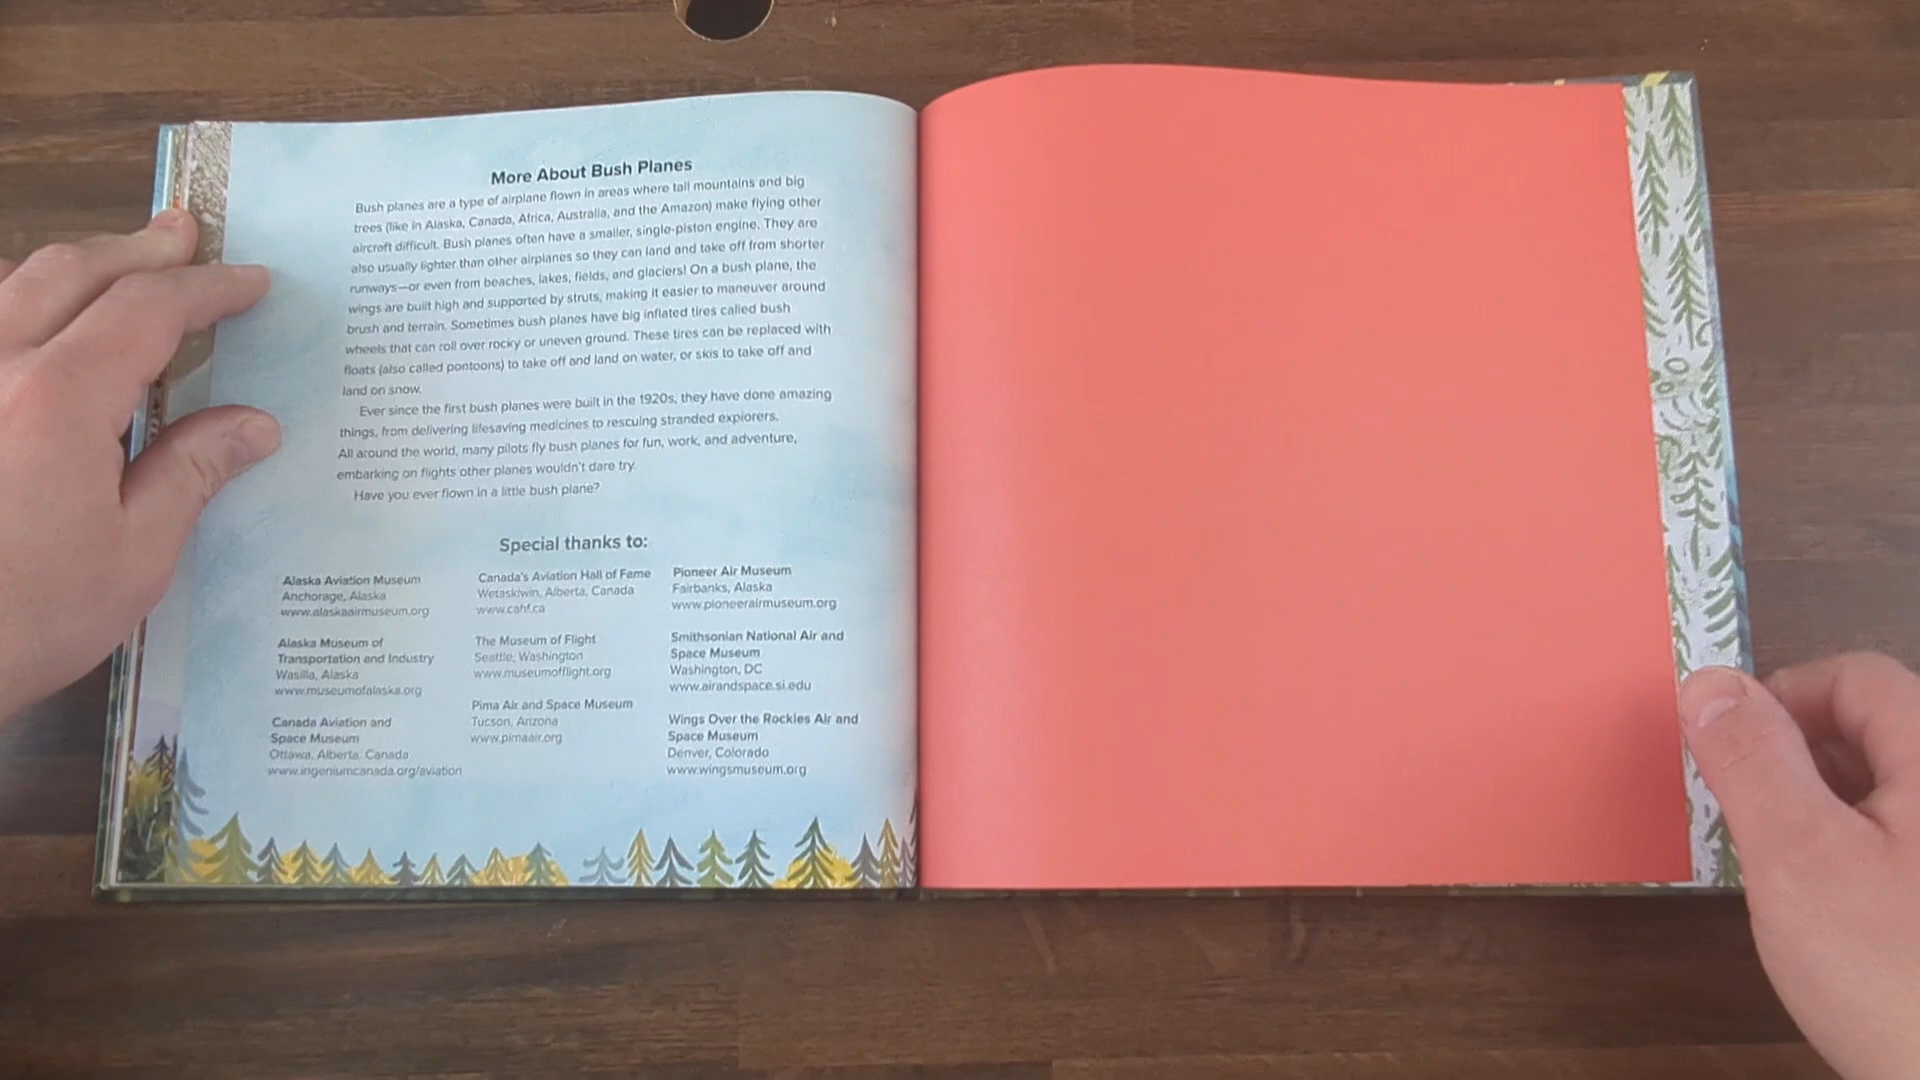 More About Bush Planes
Bush planes are a type of airplane flown in areas where tall mountains and big
trees (like in Alaska, Canada, Africa, Australia, and the Amazon) make flying other
aircraft difficult. Bush planes often have a smaller, single-piston engine. They are
also usually lighter than other airplanes so they can land and take off from shorter
runways—or even from beaches, lakes, fields, and glaciers! On a bush plane, the
wings are built high and supported by struts, making it easier to maneuver around
brush and terrain. Sometimes bush planes have big inflated tires called bush
wheels that can roll over rocky or uneven ground. These tires can be replaced with
floats (also called pontoons) to take off and land on water, or skis to take off and
land on snow.
Ever since the first bush planes were built in the 1920s, they have done amazing
things, from delivering lifesaving medicines to rescuing stranded explorers.
All around the world, many pilots fly bush planes for fun, work, and adventure,
embarking on flights other planes wouldn't dare try.
Have you ever flown in a little bush plane?
Special thanks to:
Alaska Aviation Museum
Anchorage, Alaska
www.alaskaairmuseum.org
Alaska Museum of
Transportation and Industry
Wasilla, Alaska
www.museumofalaska.org
Canada Aviation and
Space Museum
Ottawa, Alberta, Canada
www.ingeniumcanada.org/aviation
Canada's Aviation Hall of Fame
Wetaskiwin, Alberta, Canada
www.cahf.ca
The Museum of Flight
Seattle, Washington
www.museumofflight.org
Pima Air and Space Museum
Tucson, Arizona
www.pimaair.org
Pioneer Air Museum
Fairbanks, Alaska
www.pioneerairmuseum.org
Smithsonian National Air and
Space Museum
Washington, DC
www.airandspace.si.edu
Wings Over the Rockies Air and
Space Museum
Denver, Colorado
www.wingsmuseum.org